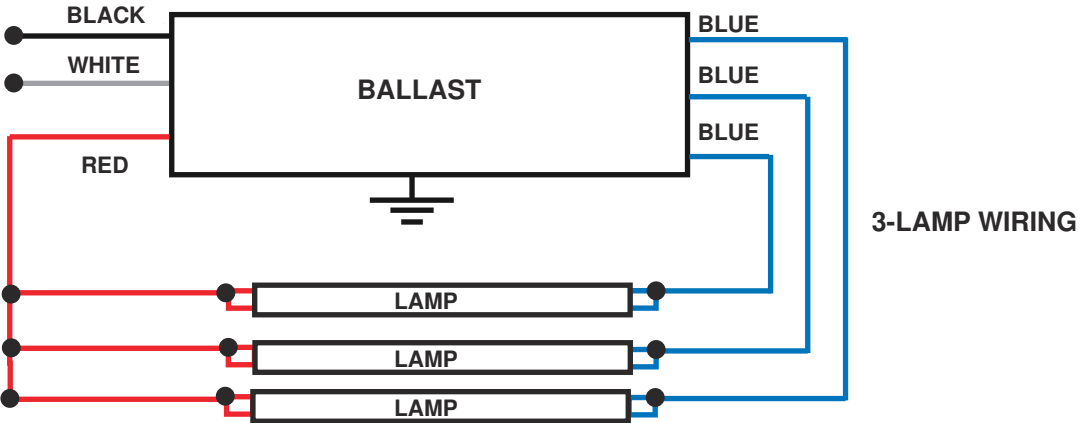 BLACK
BLUE
WHITE
BLUE
BALLAST
BLUE
RED
3-LAMP WIRING
LAMP
LAMP
LAMP